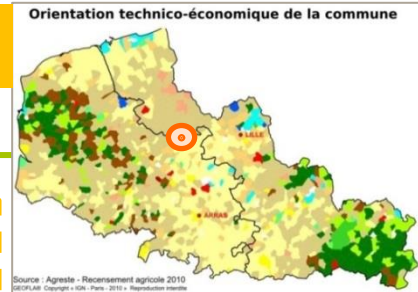 Orientation technico-économique de la commune
LILLE
ARRAS
Source : Agreste - Recensement agricole 2010
GEOFLA® Copyright « IGN - Paris - 2010 » Reproduction interdite